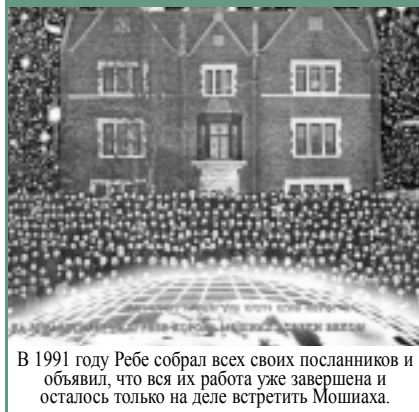 В 1991 году Ребе собрал всех своих посланников и
объявил, что вся их работа уже завершена и
осталось только на деле встретить Мошиаха.